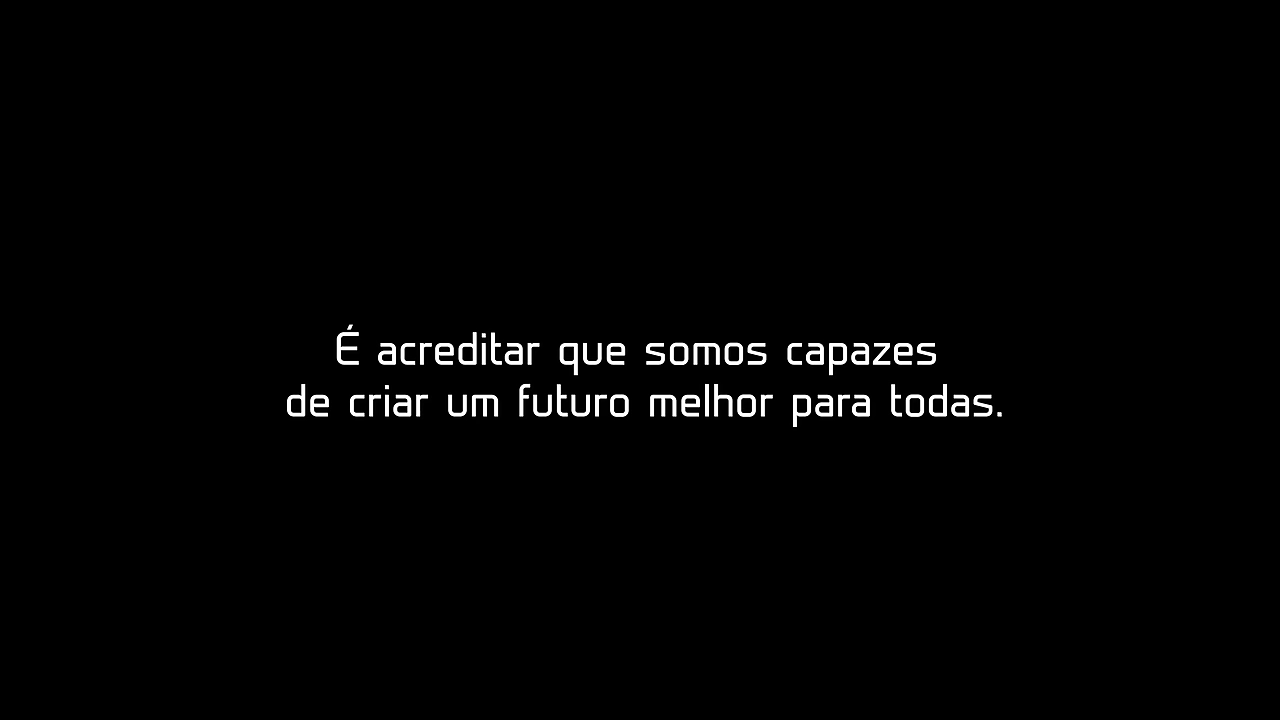 É acreditar que somos capazes
de criar um futuro melhor para todas.